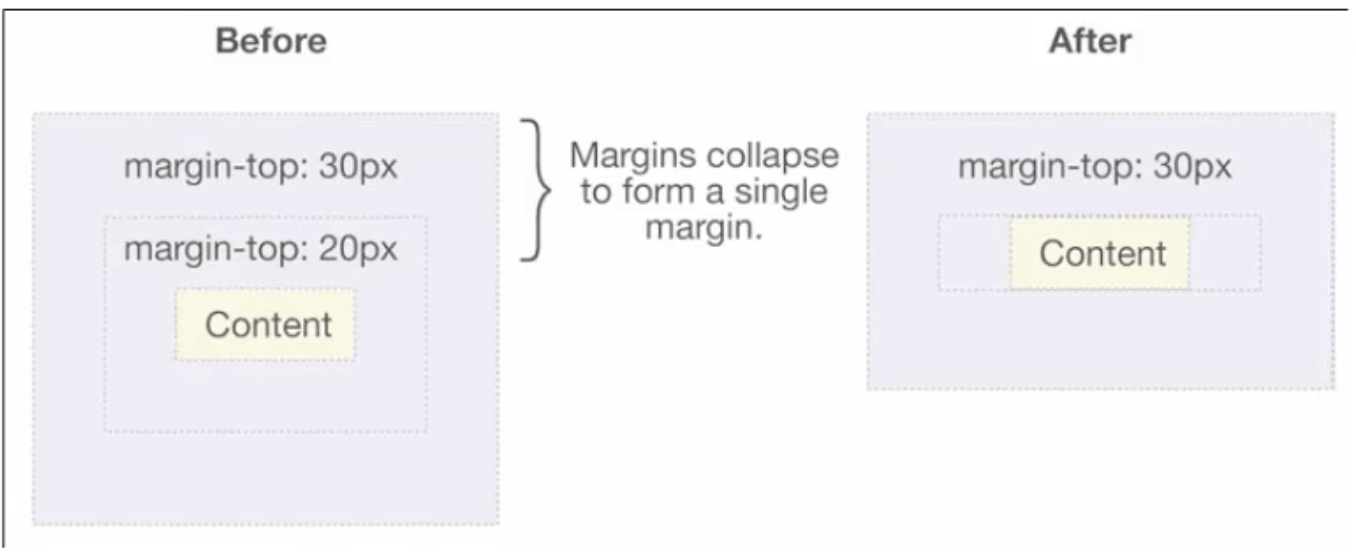 Before
After
margin-top: 30px
margin-top: 20px
Content
Margins collapse
to form a single
margin.
margin-top: 30px
Content